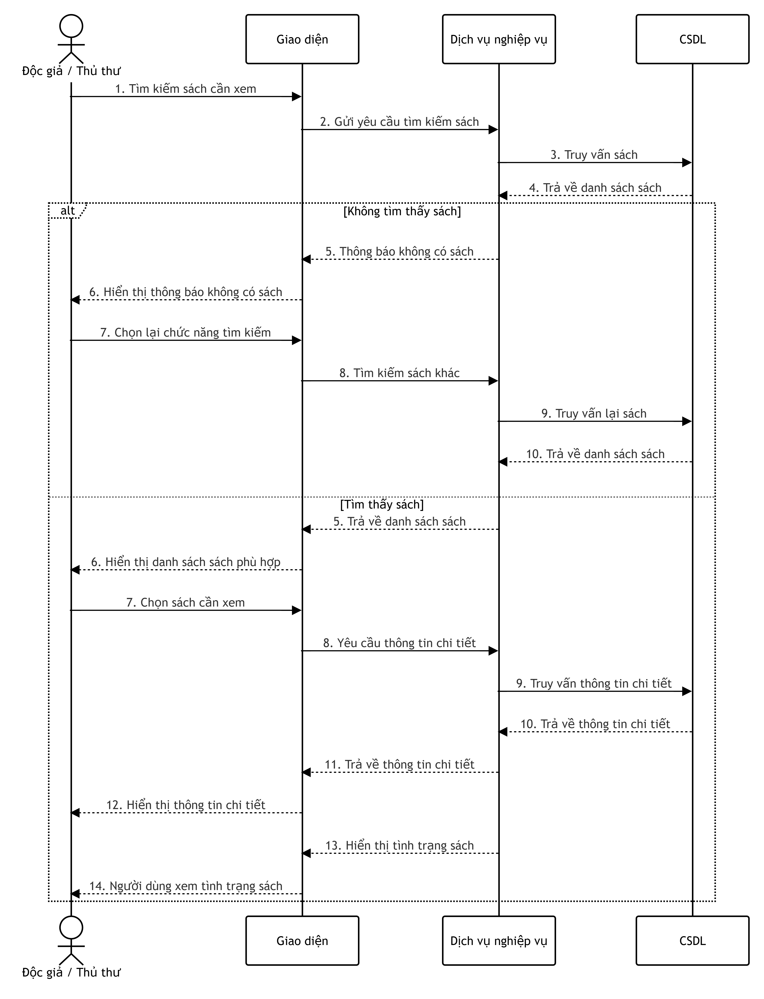 Độc giả / Thủ thư
Giao diện
Dịch vụ nghiệp vụ
CSDL
1. Tìm kiếm sách cần xem
2. Gửi yêu cầu tìm kiếm sách
3. Truy vấn sách
4. Trả về danh sách sách
alt
[Không tìm thấy sách]
5. Thông báo không có sách
6. Hiển thị thông báo không có sách
7. Chọn lại chức năng tìm kiếm
8. Tìm kiếm sách khác
9. Truy vấn lại sách
10. Trả về danh sách sách
[Tìm thấy sách]
5. Trả về danh sách sách
6. Hiển thị danh sách sách phù hợp
7. Chọn sách cần xem
8. Yêu cầu thông tin chi tiết
9. Truy vấn thông tin chi tiết
10. Trả về thông tin chi tiết
11. Trả về thông tin chi tiết
12. Hiển thị thông tin chi tiết
13. Hiển thị tình trạng sách
14. Người dùng xem tình trạng sách
Độc giả / Thủ thư
Giao diện
Dịch vụ nghiệp vụ
CSDL